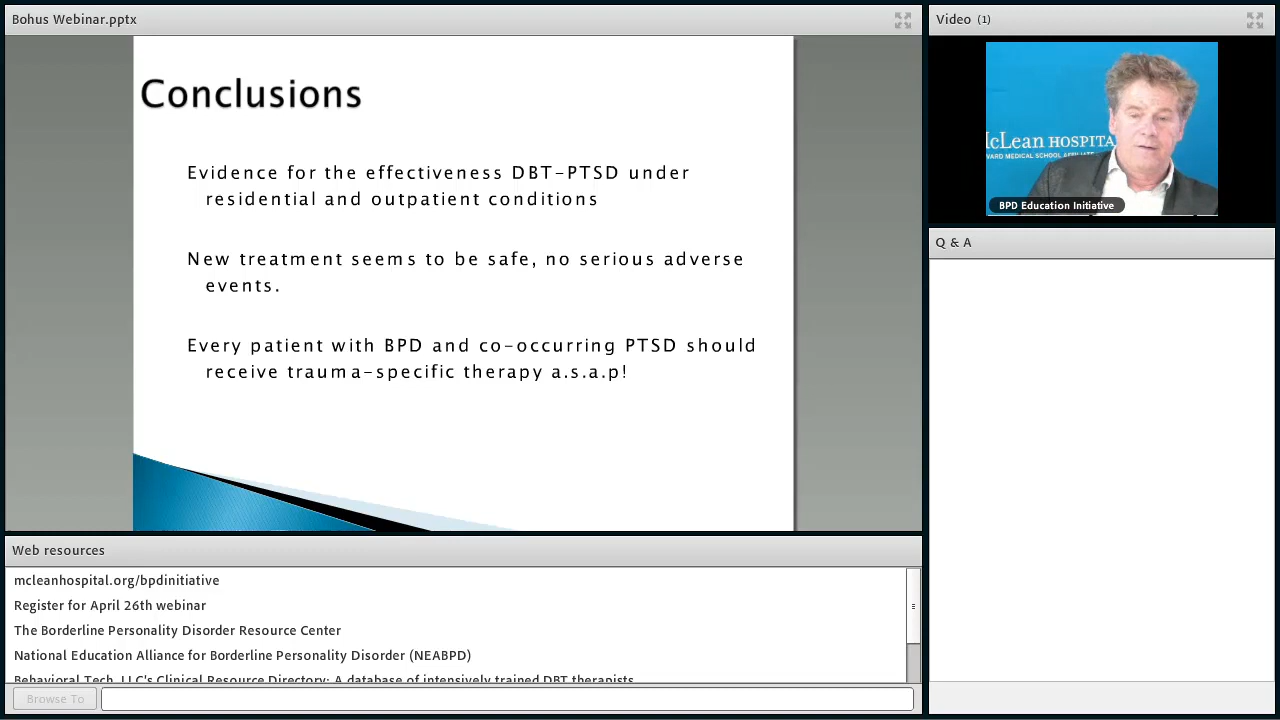 Bohus Webinar.pptx
Conclusions
Evidence for the effectiveness DBT-PTSD under
residential and outpatient conditions
New treatment seems to be safe, no serious adverse
events.
Every patient with BPD and co-occurring PTSD should
receive trauma-specific therapy a.s.a.p!
Video (1)
cLean HOSPITA
VARD MEDICAL SCHOOL AFFILIATE
BPD Education Initiative
Q & A
Web resources
mcleanhospital.org/bpdinitiative
Register for April 26th webinar
The Borderline Personality Disorder Resource Center
National Education Alliance for Borderline Personality Disorder (NEABPD)
Behavioral Tech, LLC's Clinical Resource Directory: A database of intensively trained DBT therapists
Browse To